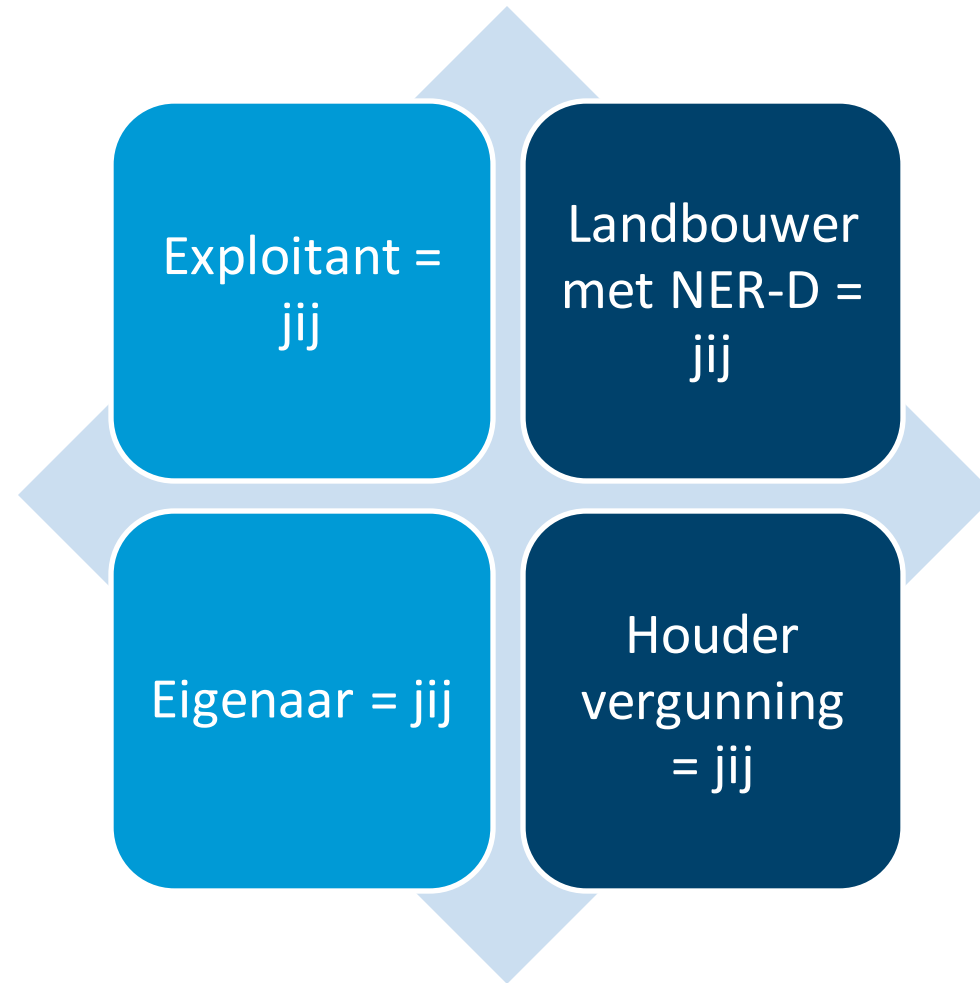 Exploitant =
jij
Landbouwer
met NER-D =
jij
Eigenaar = jij
Houder
vergunning
= jij